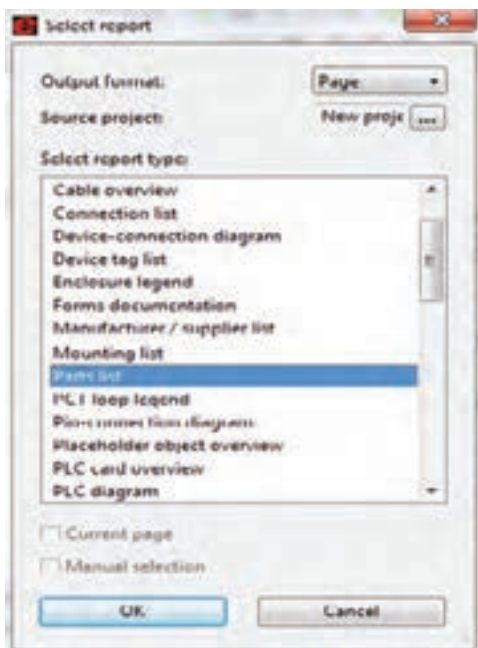 Select report
Output format:
Page
Source project:
New proje ...
Select report type:
Cable overview
Connection list
Device-connection diagram
Device tag list
Enclosure legend
Forms documentation
Manufacturer / supplier list
Mounting list
Parts list
PCT loop legend
Pin-connection diagram
Placeholder object overview
PLC card overview
PLC diagram
Current page
Manual selection
OK
Cancel